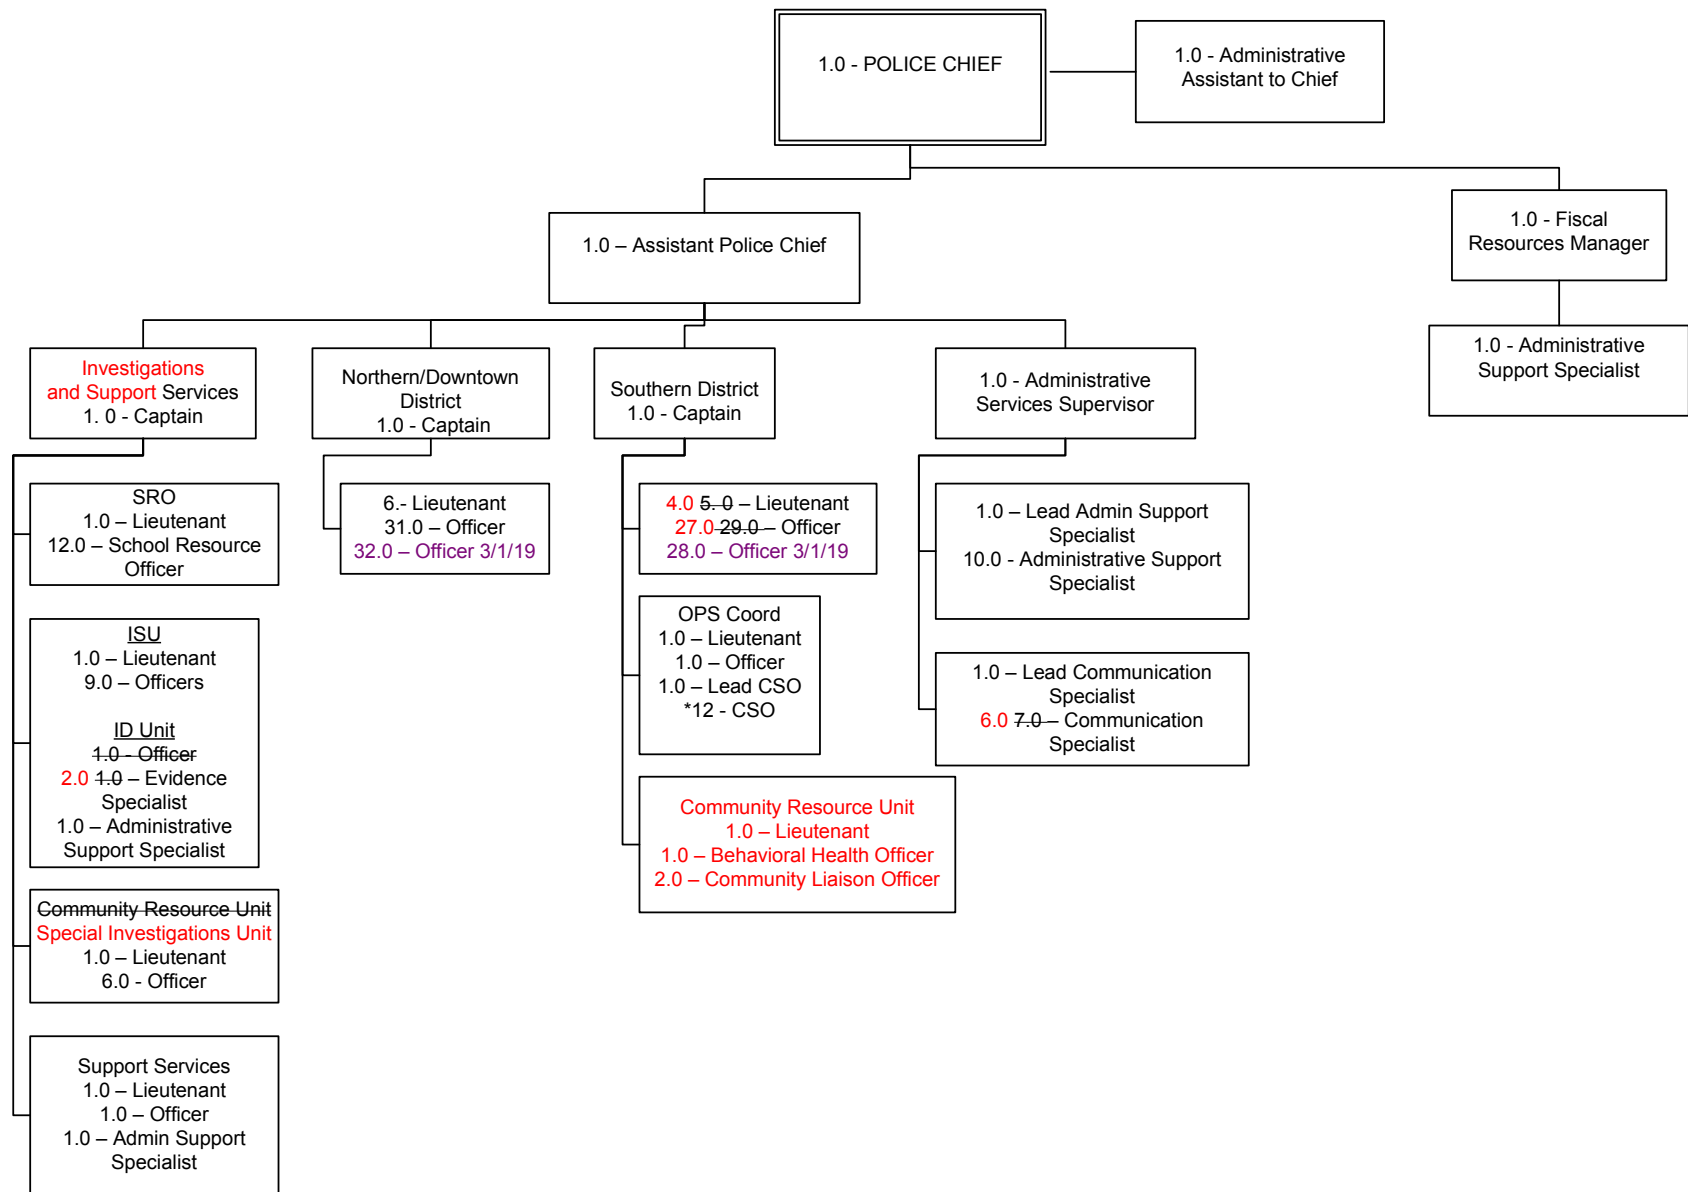 1.0 - POLICE CHIEF
1.0 - Administrative
Assistant to Chief
1.0 – Assistant Police Chief
1.0 - Fiscal
Resources Manager
1.0 - Administrative
Support Specialist
Investigations
and Support Services
1. 0 - Captain
Northern/Downtown
District
1.0 - Captain
Southern District
1.0 - Captain
1.0 - Administrative
Services Supervisor
SRO
1.0 – Lieutenant
12.0 – School Resource
Officer
ISU
1.0 – Lieutenant
9.0 – Officers
ID Unit
1.0 - Officer
2.0 1.0 – Evidence
Specialist
1.0 – Administrative
Support Specialist
Community Resource Unit
Special Investigations Unit
1.0 – Lieutenant
6.0 - Officer
Support Services
1.0 – Lieutenant
1.0 – Officer
1.0 – Admin Support
Specialist
6.- Lieutenant
31.0 – Officer
32.0 – Officer 3/1/19
4.0 5. 0 – Lieutenant
27.0 29.0 – Officer
28.0 – Officer 3/1/19
OPS Coord
1.0 – Lieutenant
1.0 – Officer
1.0 – Lead CSO
*12 - CSO
Community Resource Unit
1.0 – Lieutenant
1.0 – Behavioral Health Officer
2.0 – Community Liaison Officer
1.0 – Lead Admin Support
Specialist
10.0 - Administrative Support
Specialist
1.0 – Lead Communication
Specialist
6.0 7.0 – Communication
Specialist